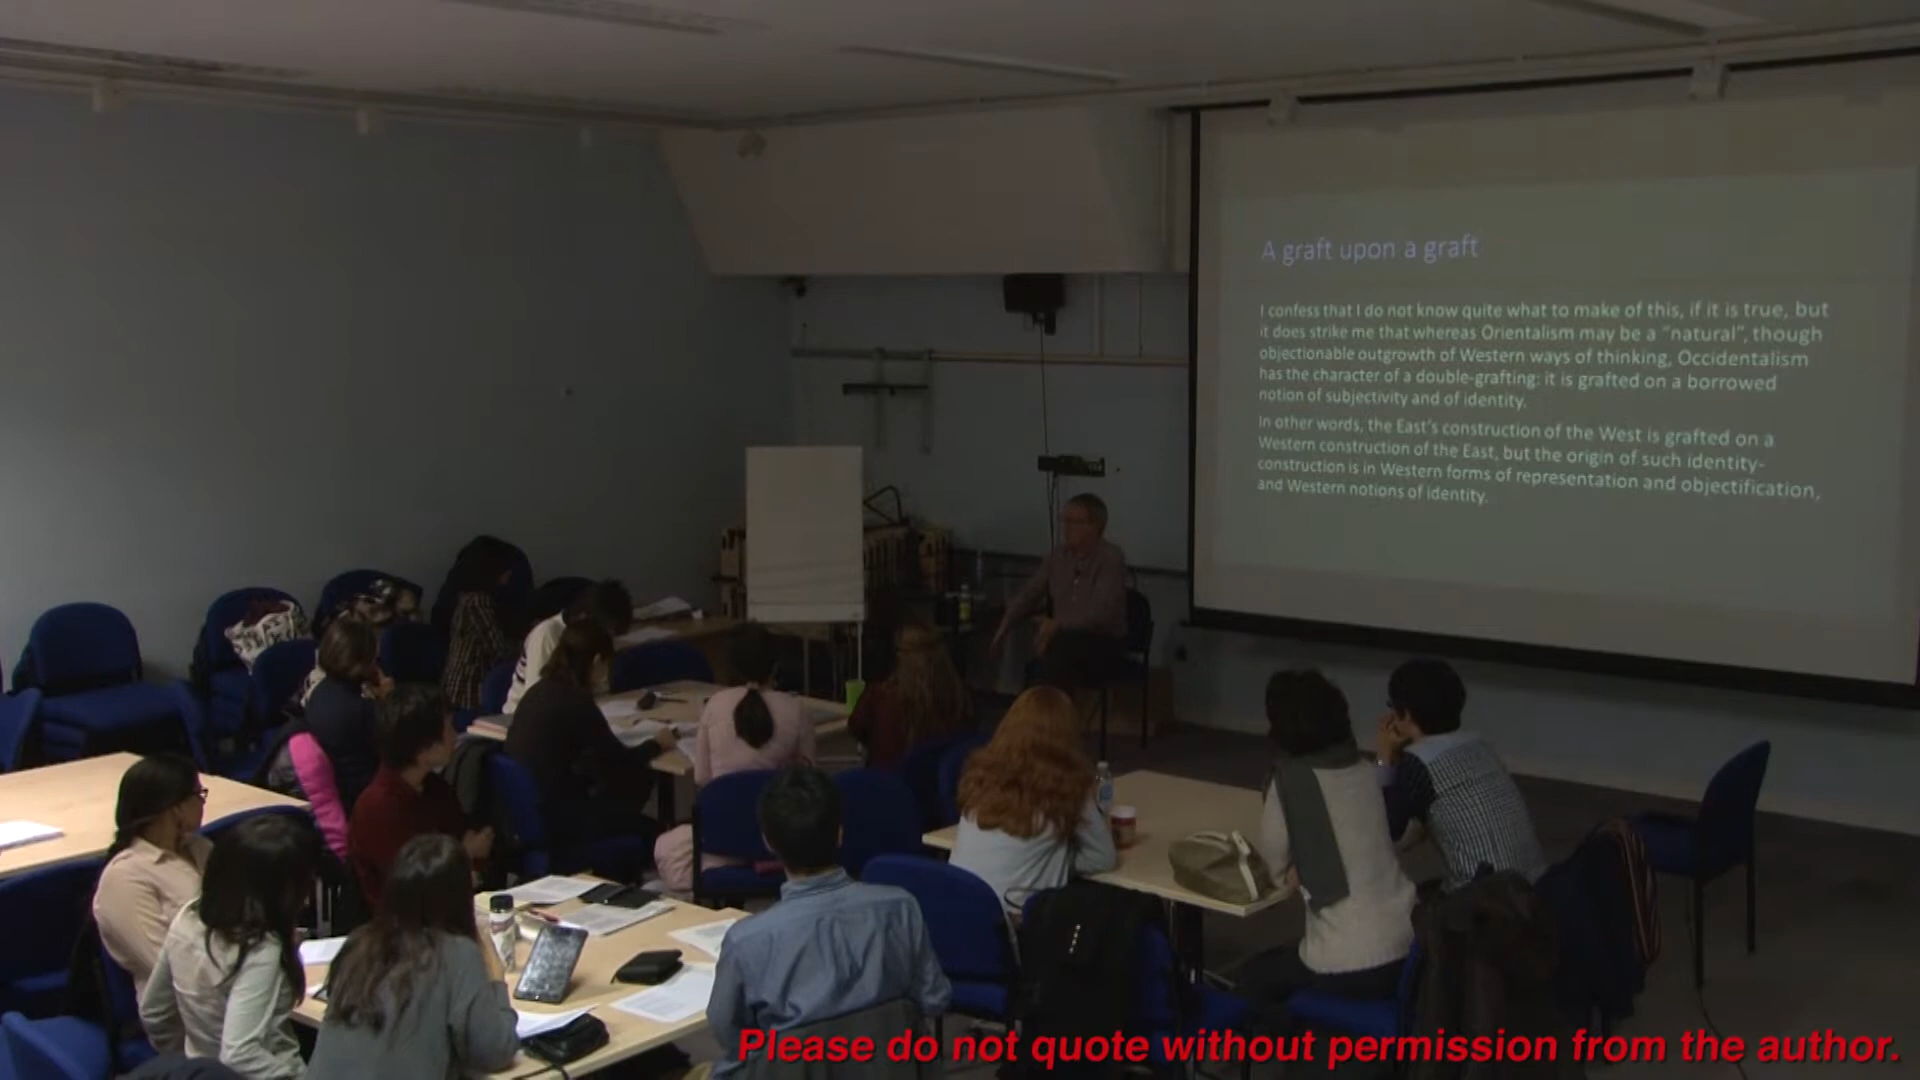 A graft upon a graft
I confess that I do not know quite what to make of this, if it is true, but
it does strike me that whereas Orientalism may be a "natural", though
objectionable outgrowth of Western ways of thinking, Occidentalism
has the character of a double-grafting: it is grafted on a borrowed
notion of subjectivity and of identity.
In other words, the East's construction of the West is grafted on a
Western construction of the East, but the origin of such identity-
construction is in Western forms of representation and objectification,
and Western notions of identity.
Please do not quote without permission from the author.